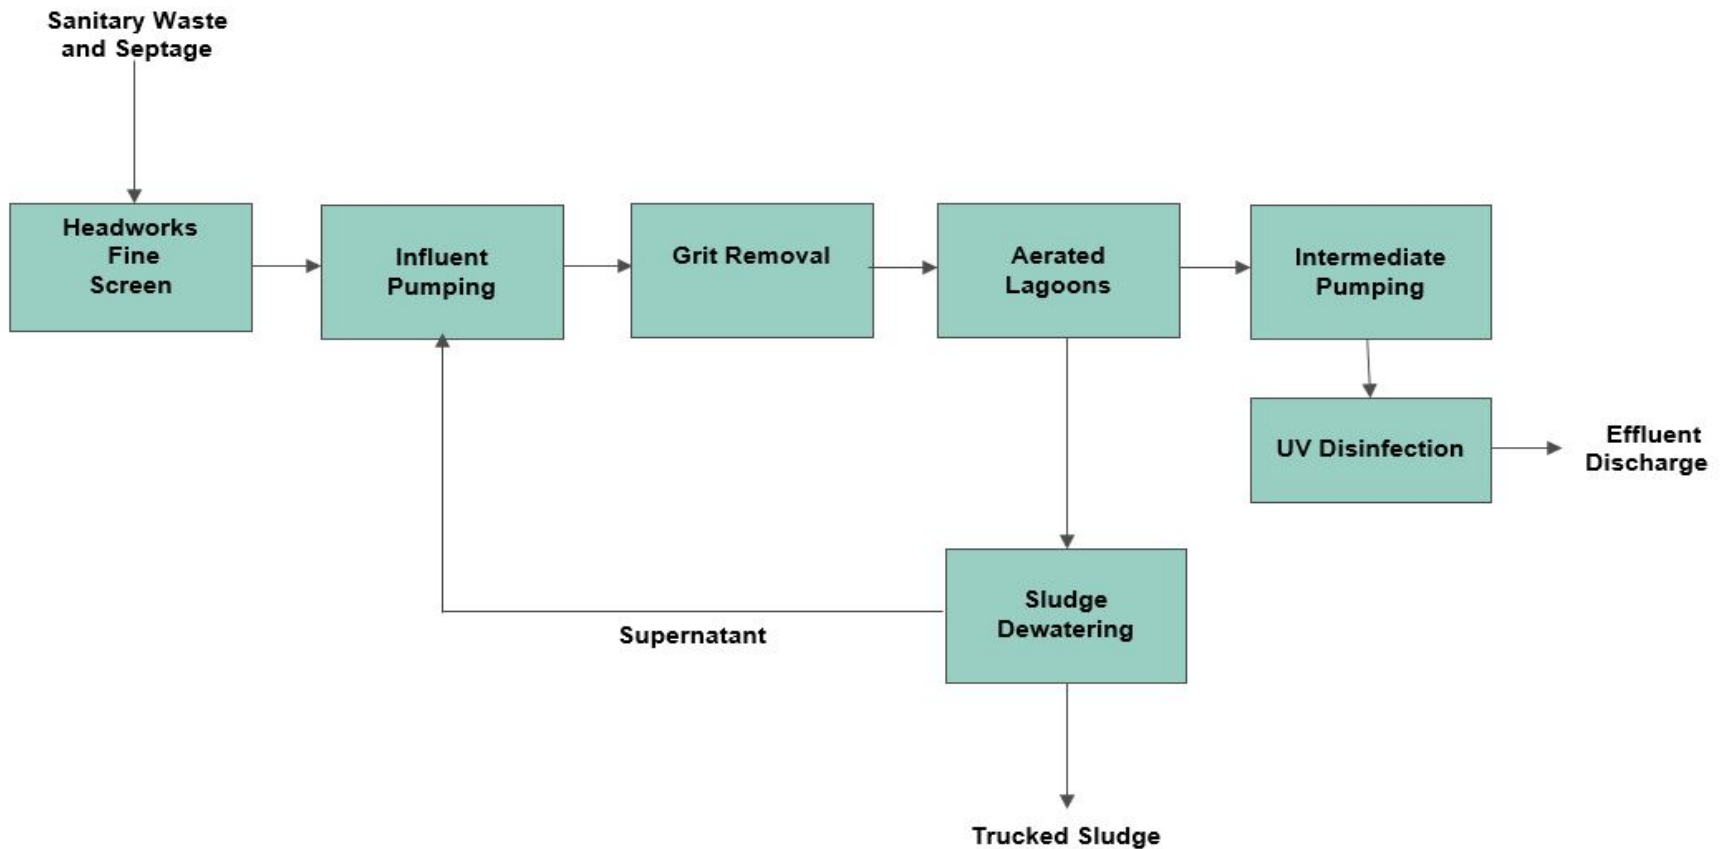 Sanitary Waste
and Septage
Headworks
Fine
Screen
Influent
Pumping
Grit Removal
Aerated
Lagoons
Intermediate
Pumping
UV Disinfection
Effluent
Discharge
Sludge
Dewatering
Supernatant
Trucked Sludge